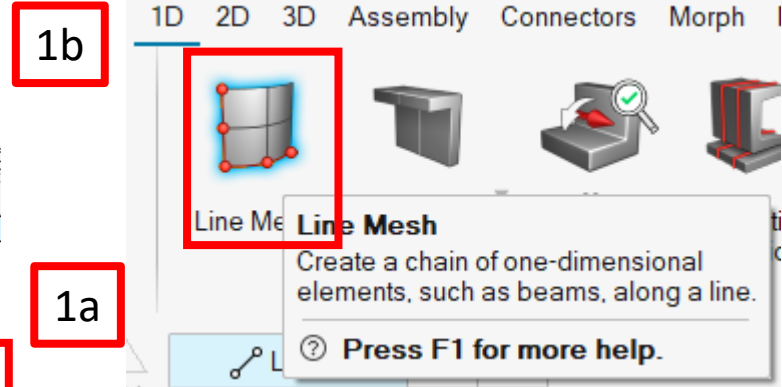 1D 2D 3D Assembly Connectors Morph
1b
Line Me
Line Mesh
Create a chain of one-dimensional
elements, such as beams, along a line.
1a
Press F1 for more help.
L